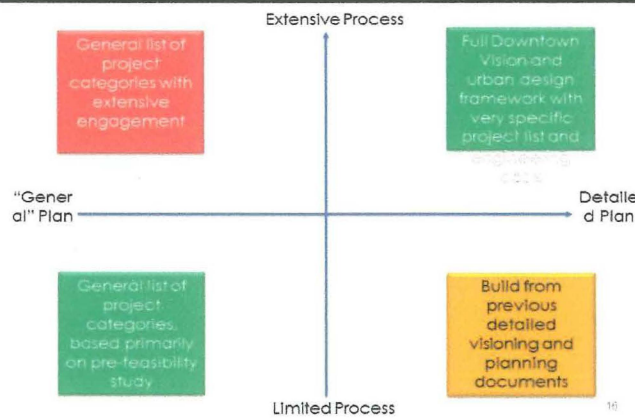 Extensive Process
General list of
project
categories with
extensive
engagement
Full Downtown
Vision and
urban design
framework with
very specific
project list and
engineering
"Gener
al" Plan
Detaile
d Plan
General list of
project
categories,
based primarily
on pre-feasibility
study
Build from
previous
detailed
visioning and
planning
documents
Limited Process
16